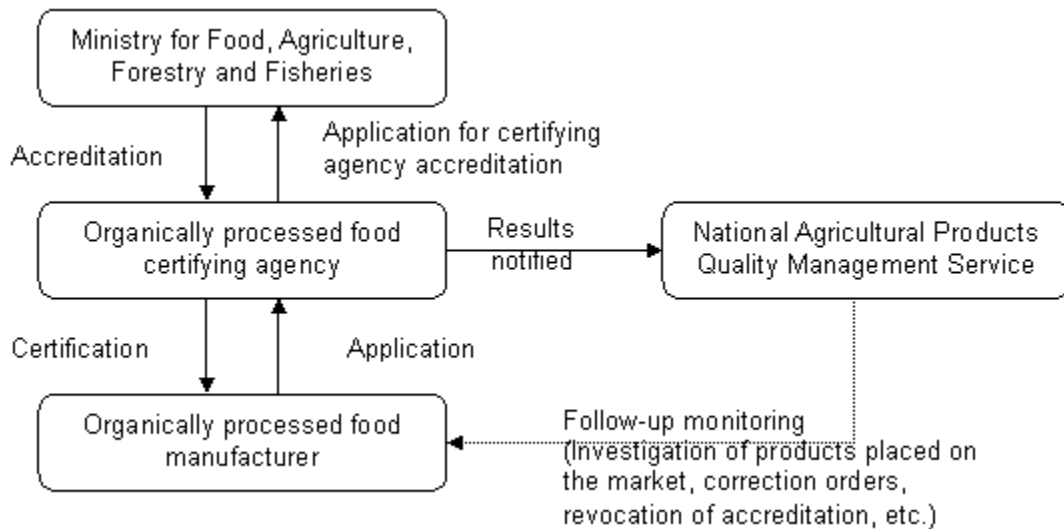 Ministry for Food, Agriculture,
Forestry and Fisheries
Accreditation
Application for certifying
agency accreditation
Organically processed food
certifying agency
Results
notified
National Agricultural Products
Quality Management Service
Certification
Application
Organically processed food
manufacturer
Follow-up monitoring
(Investigation of products placed on
the market, correction orders,
revocation of accreditation, etc.)